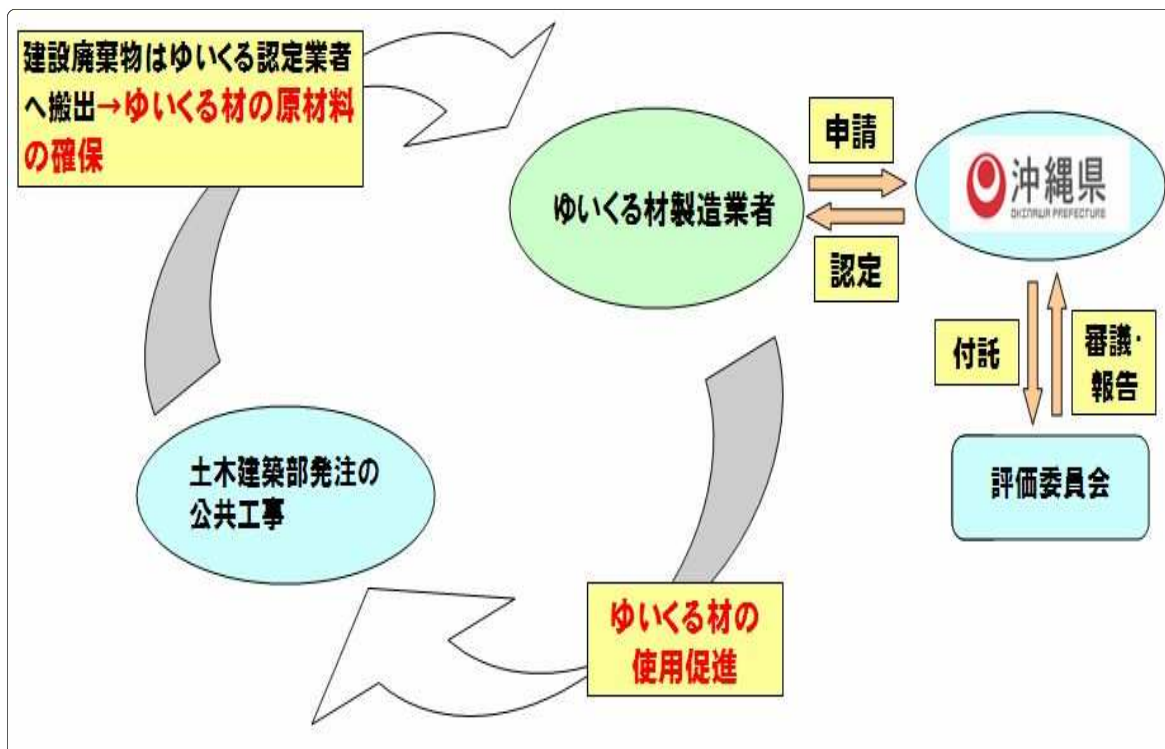 建設廃棄物はゆいくる認定業者
へ搬出→ゆいくる材の原材料
の確保
ゆいくる材製造業者
申請
認定
沖縄県
OKINAWA PREFECTURE
付託
審議・
報告
評価委員会
土木建築部発注の
公共工事
ゆいくる材の
使用促進